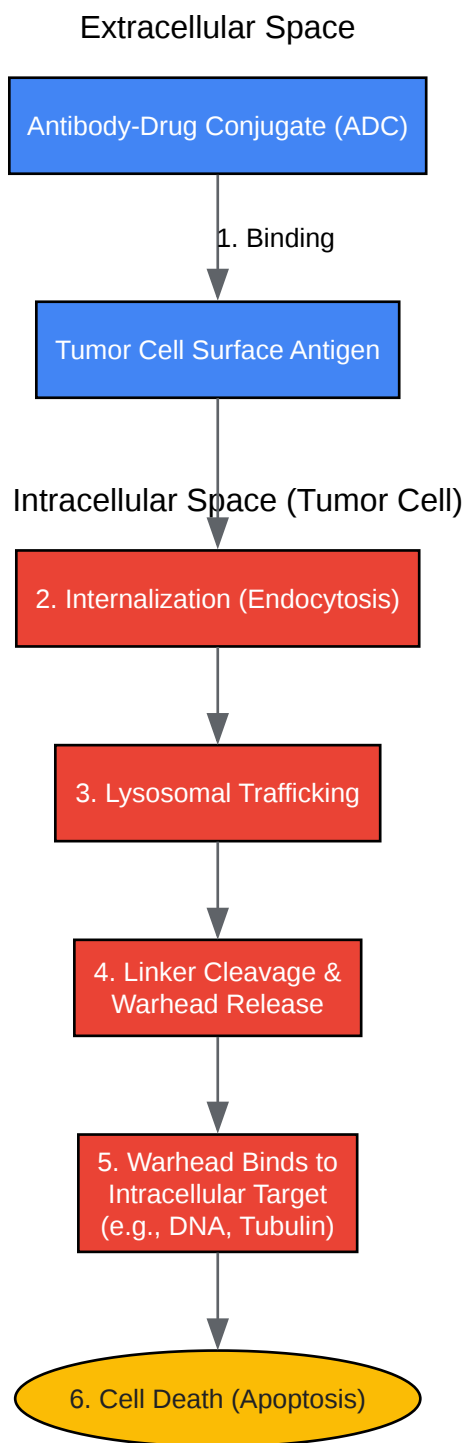 Extracellular Space
Antibody-Drug Conjugate (ADC)
1. Binding
Tumor Cell Surface Antigen
Intracellular Space (Tumor Cell)
2. Internalization (Endocytosis)
3. Lysosomal Trafficking
4. Linker Cleavage &
Warhead Release
5. Warhead Binds to
Intracellular Target
(e.g., DNA, Tubulin)
6. Cell Death (Apoptosis)